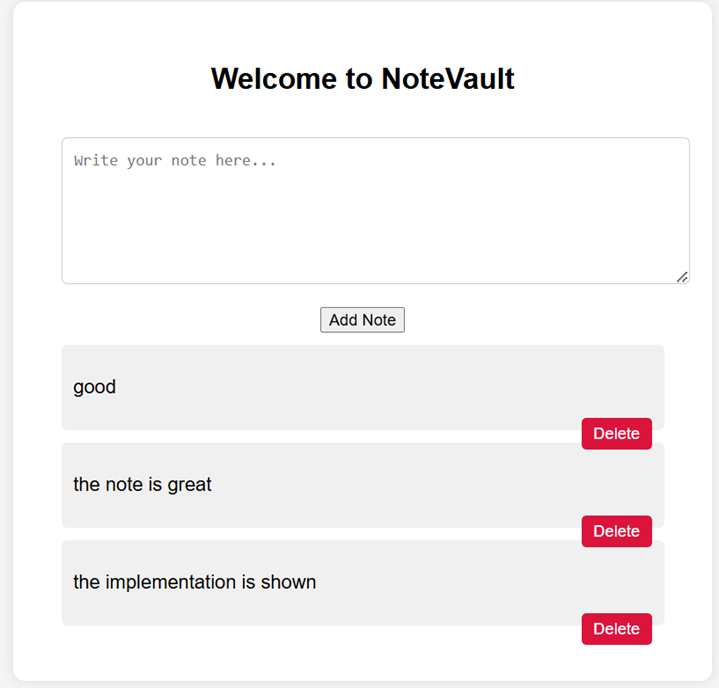 Welcome to NoteVault
Write your note here...
Add Note
good
Delete
the note is great
Delete
the implementation is shown
Delete